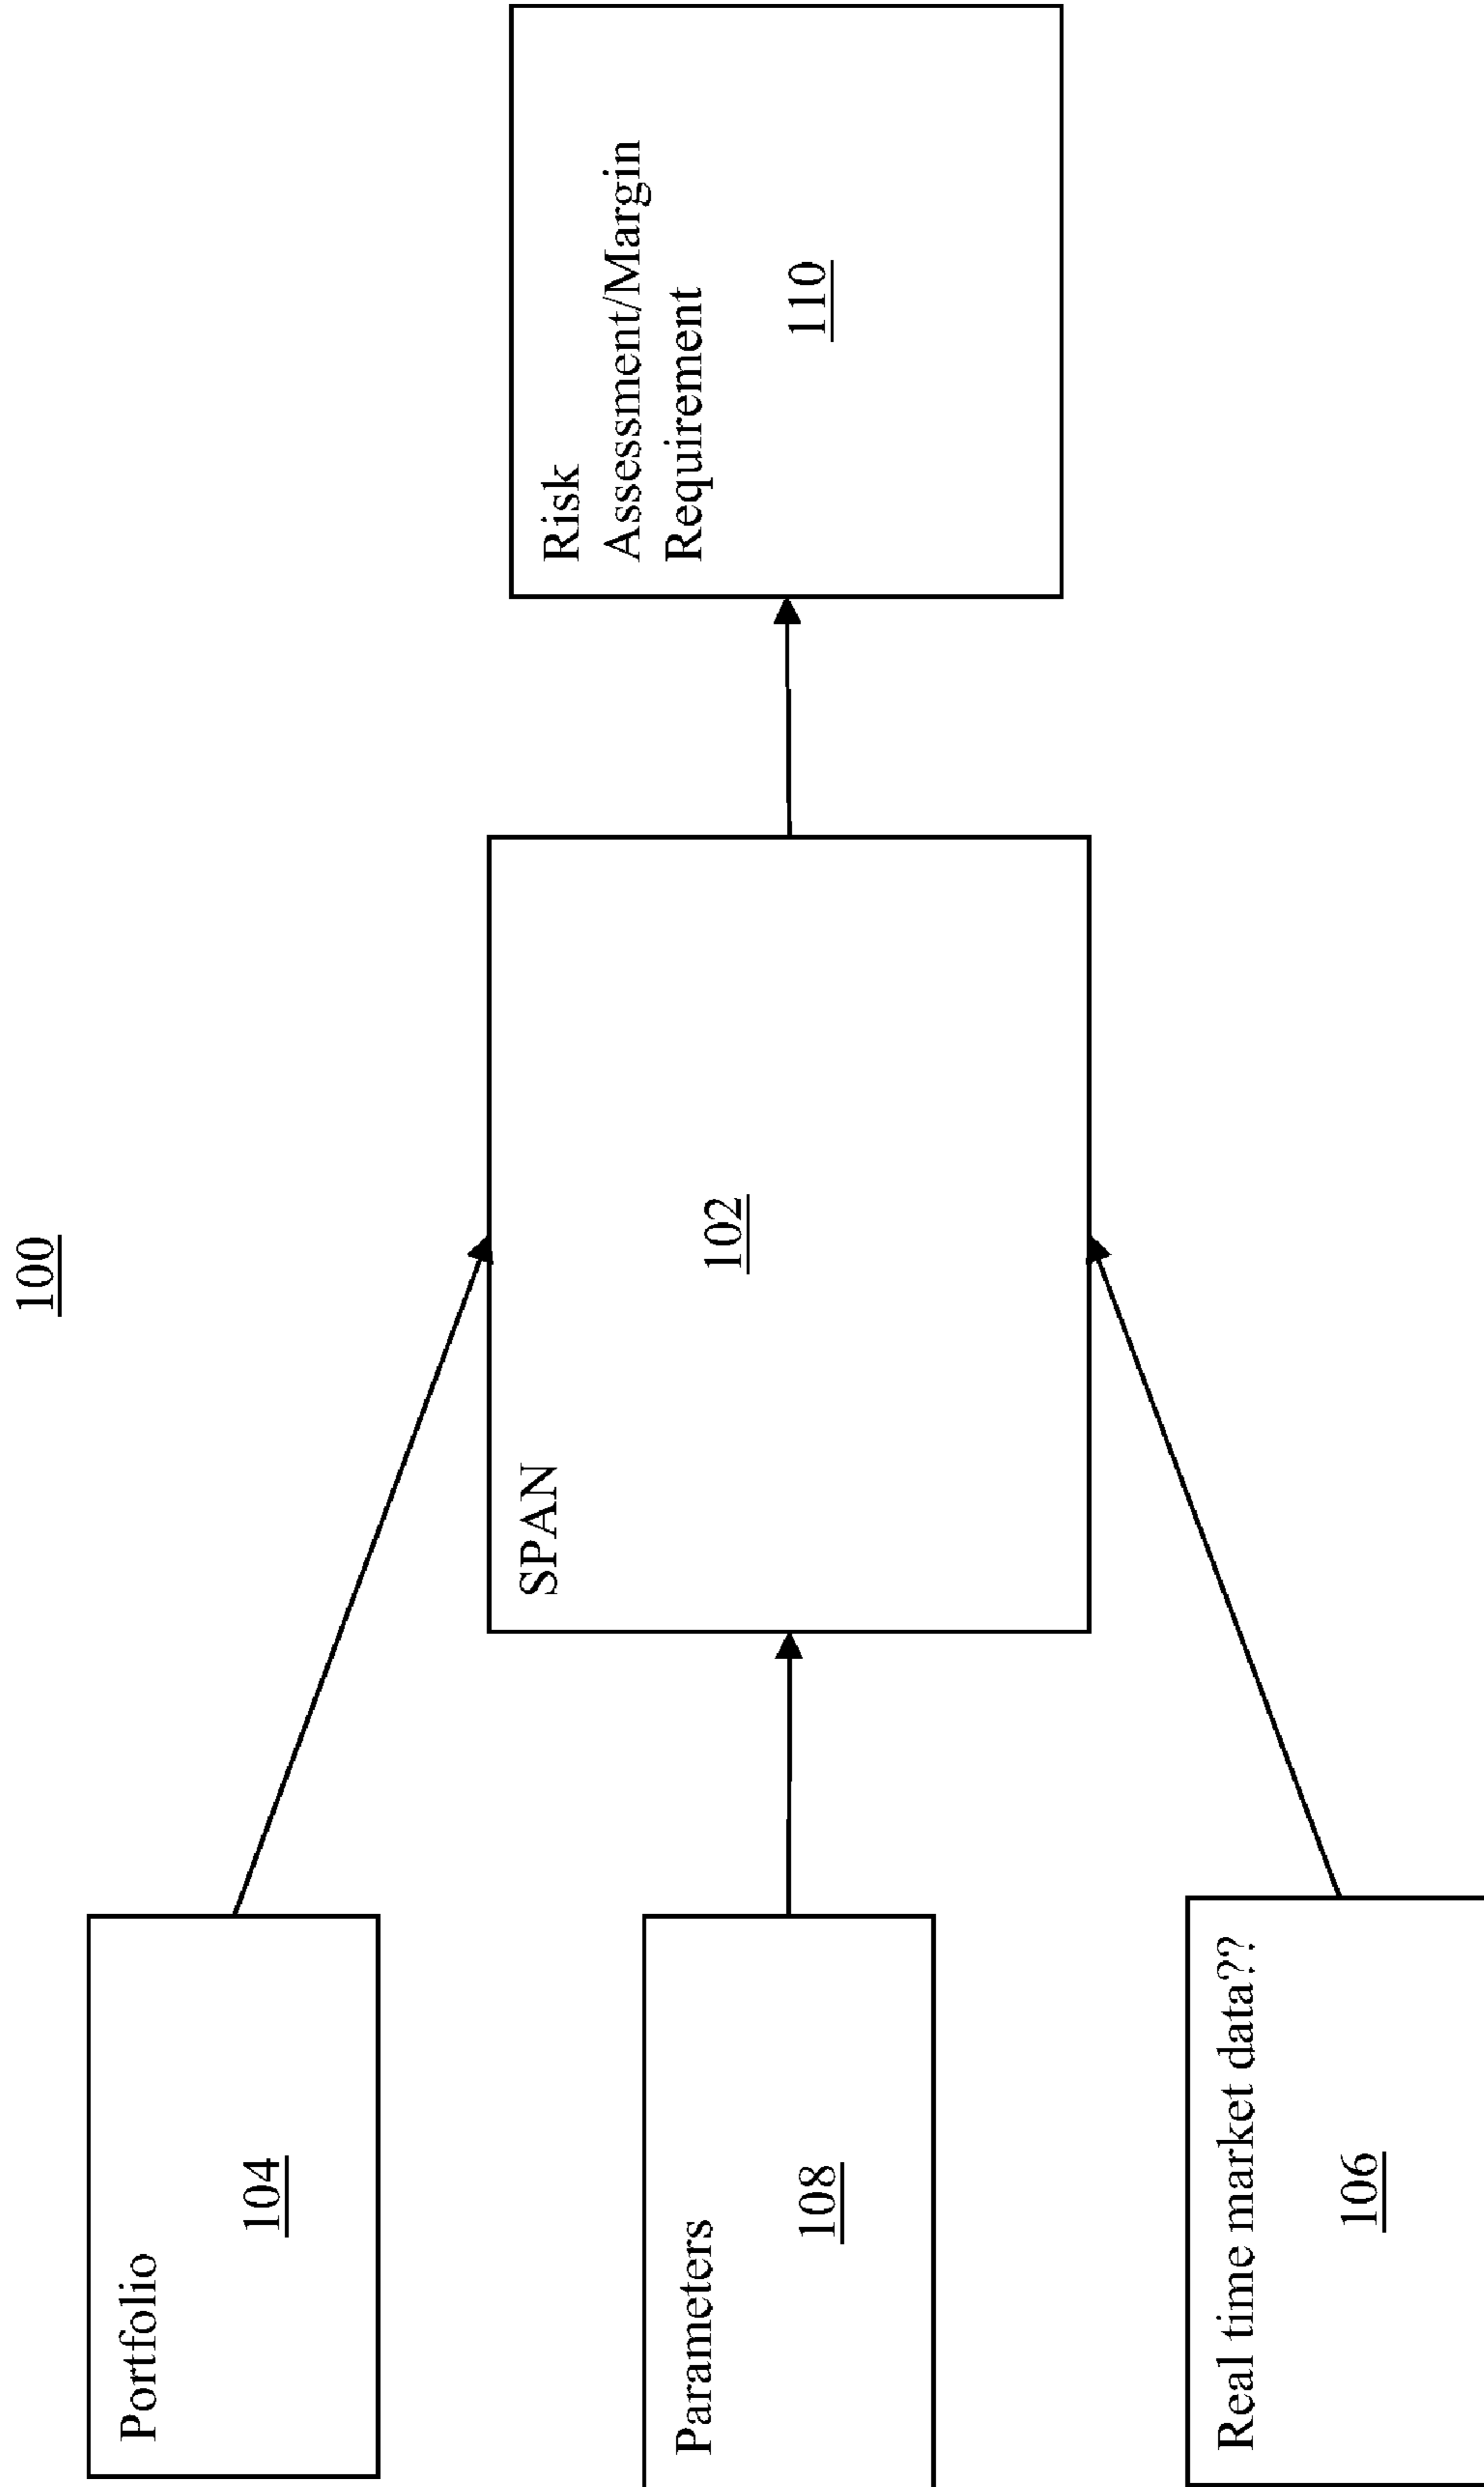 100
Portfolio
104
Parameters
108
Real time market data??
106
SPAN
102
Risk
Assessment/Margin
Requirement
110